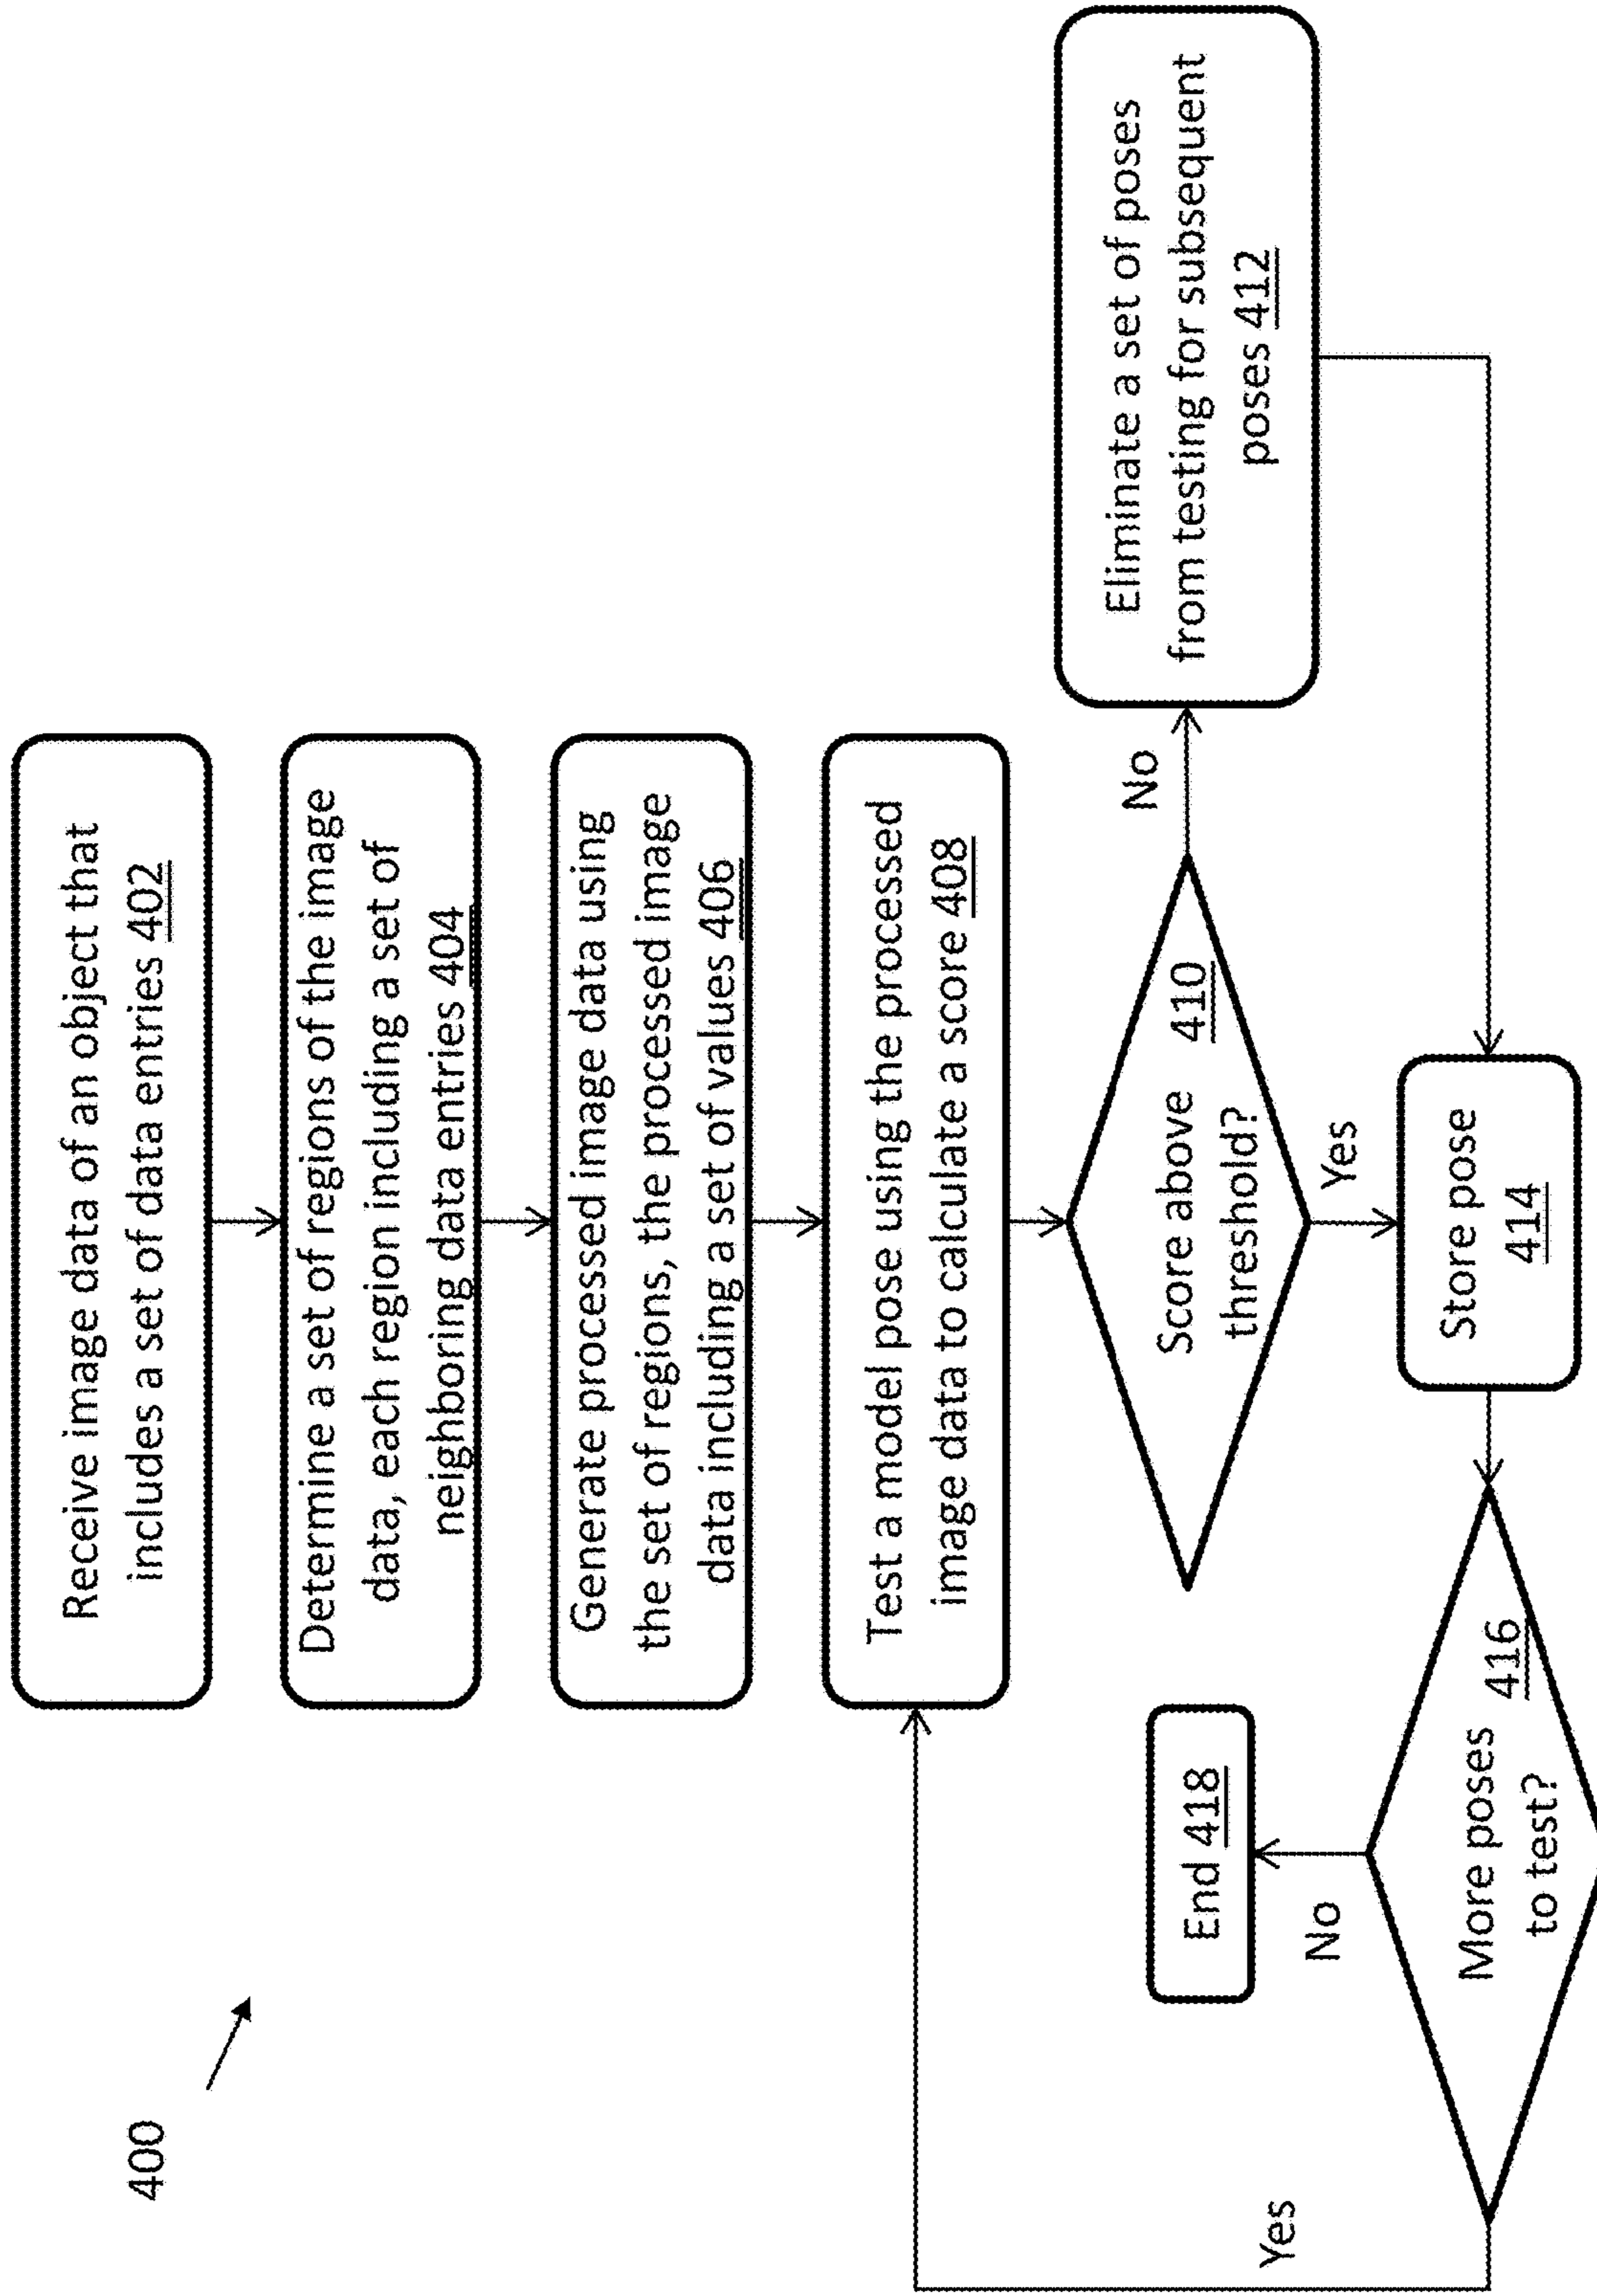 400
Receive image data of an object that
includes a set of data entries 402
Determine a set of regions of the image
data, each region including a set of
neighboring data entries 404
Generate processed image data using
the set of regions, the processed image
data including a set of values 406
Test a model pose using the processed
image data to calculate a score 408
410
Score above
threshold?
No
Eliminate a set of poses
from testing for subsequent
poses 412
Yes
Store pose
414
416
More poses
to test?
No
End 418
Yes